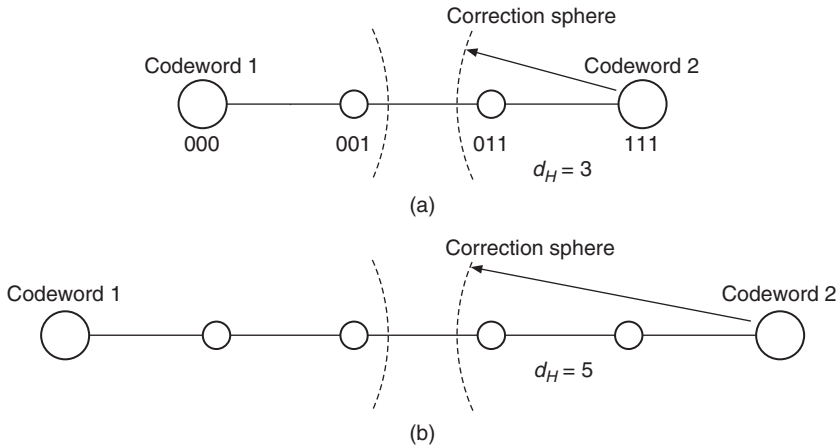 Correction sphere
Codeword 1
Codeword 2
000
001
011
111
d_H = 3
(a)
Correction sphere
Codeword 1
Codeword 2
d_H = 5
(b)